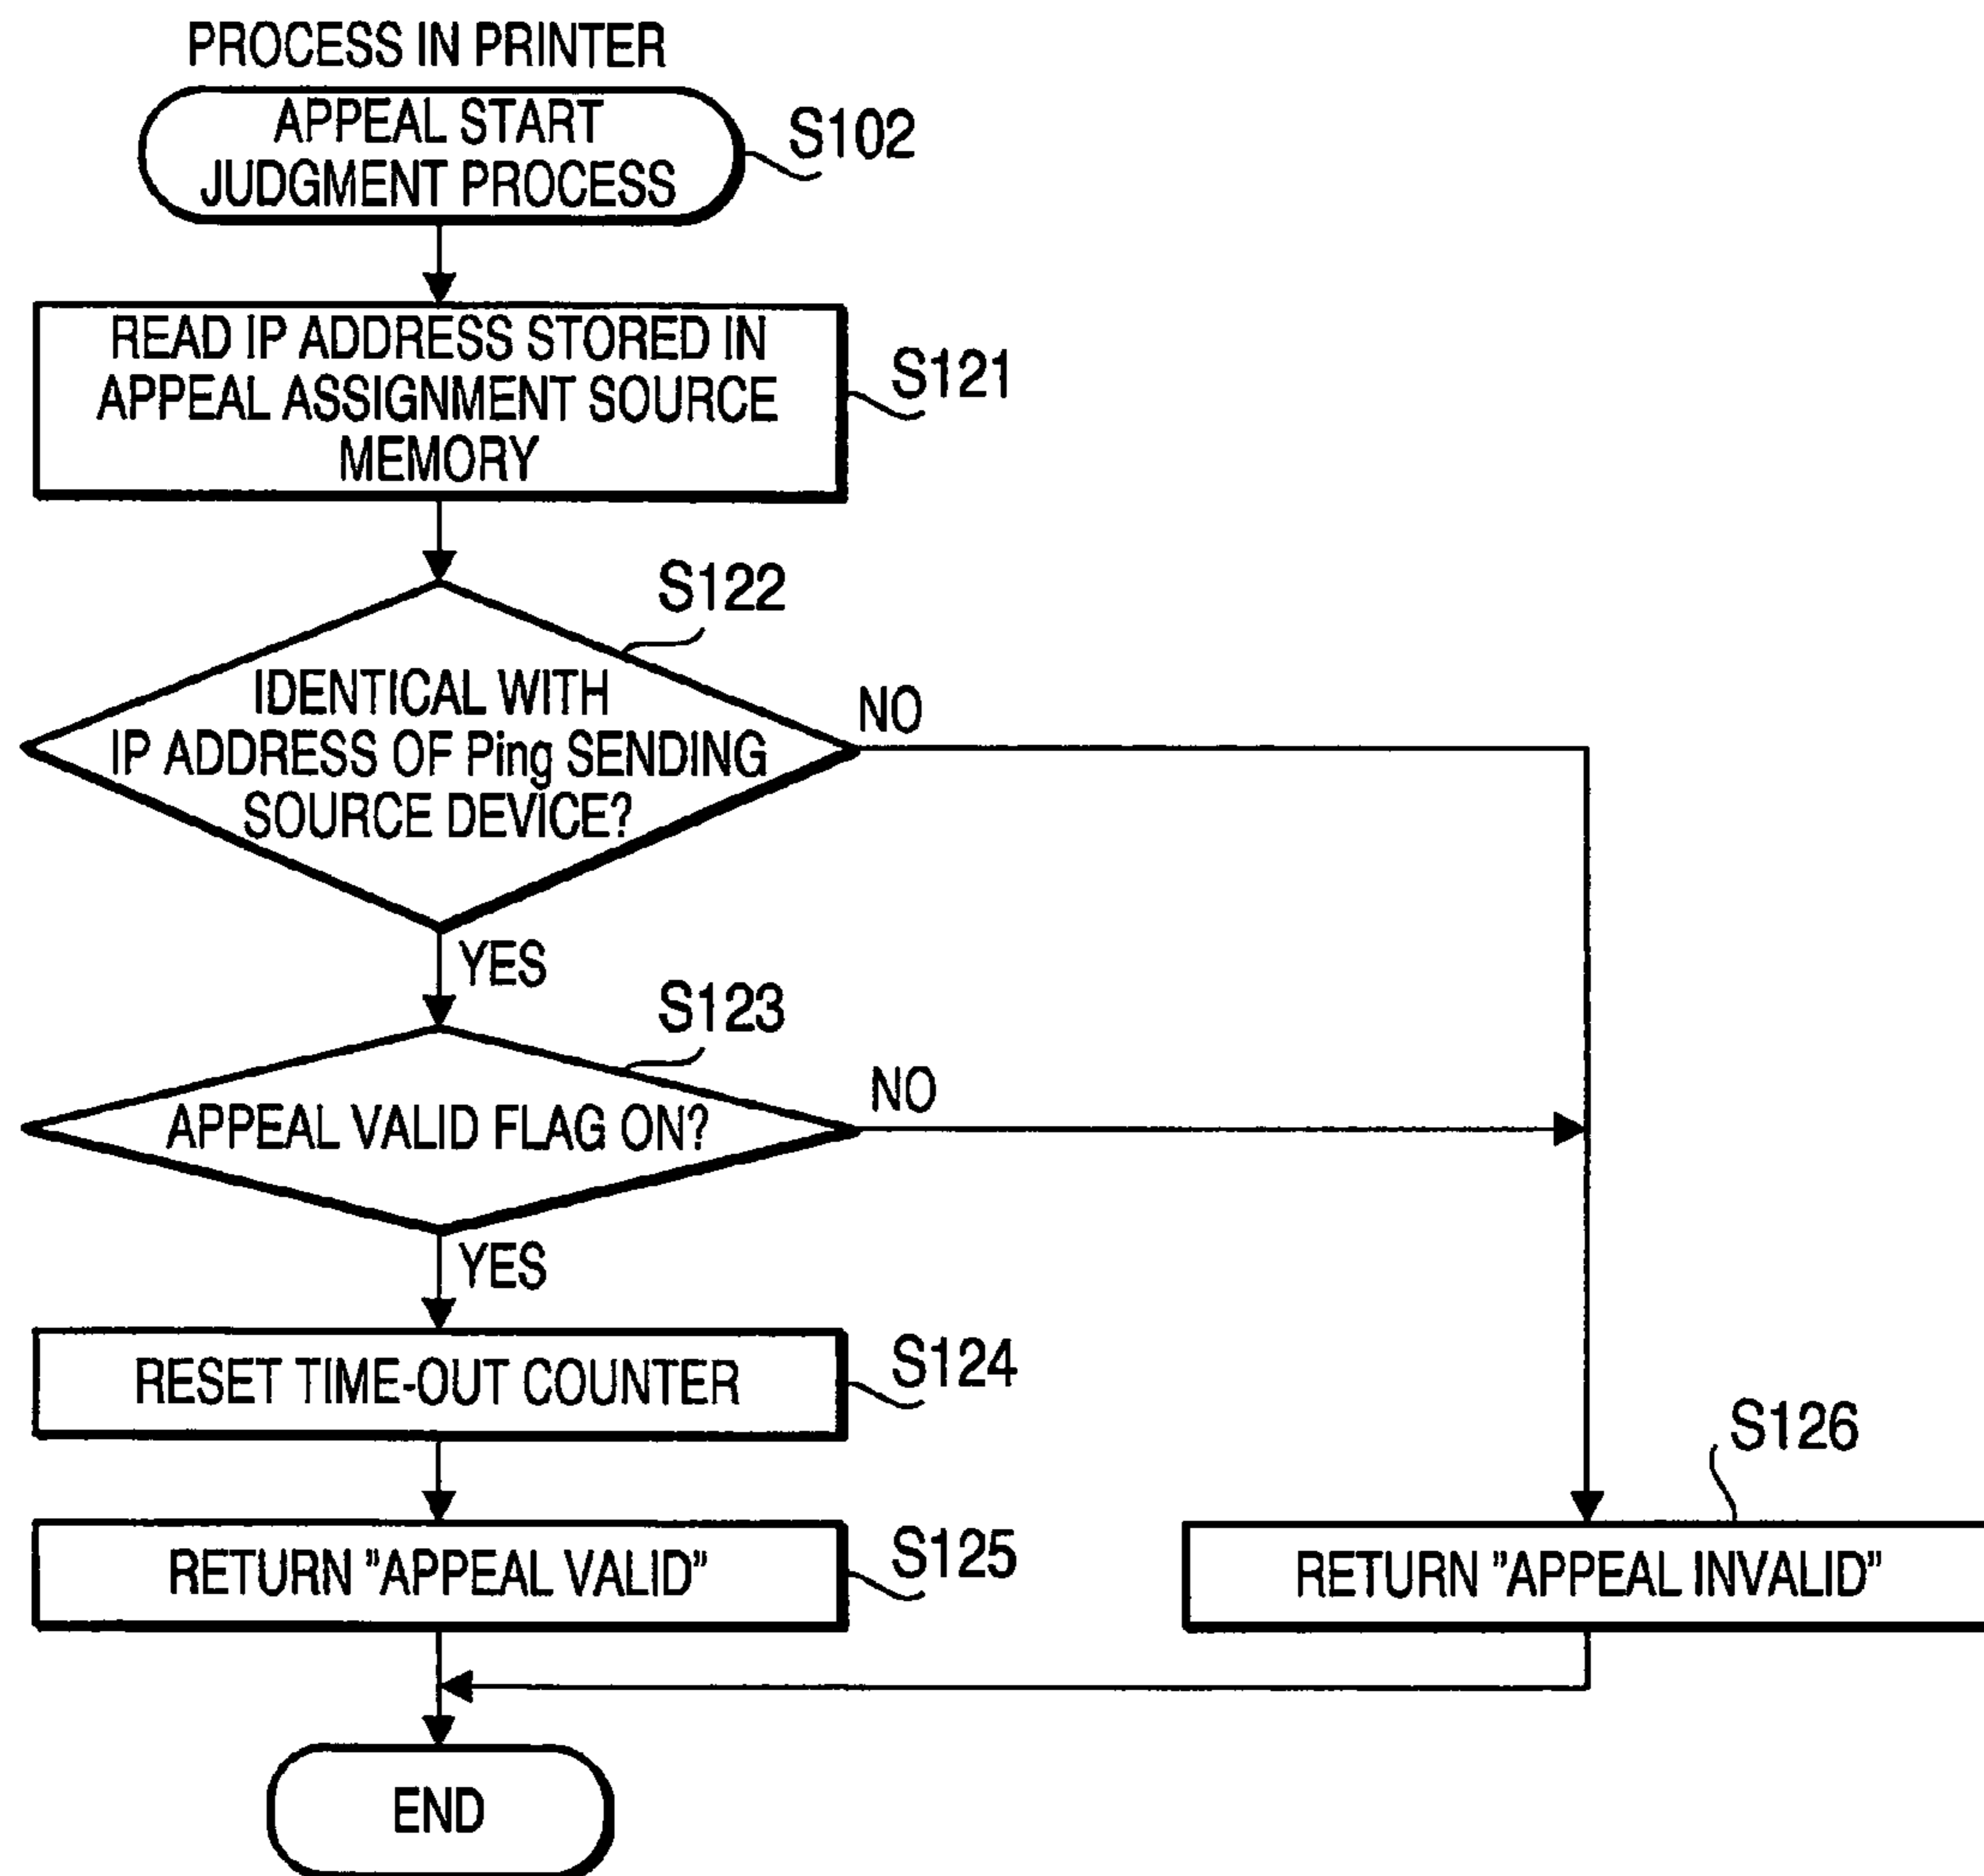 PROCESS IN PRINTER
APPEAL START
JUDGMENT PROCESS
S102
READ IP ADDRESS STORED IN
APPEAL ASSIGNMENT SOURCE
MEMORY
S121
S122
IDENTICAL WITH
IP ADDRESS OF Ping SENDING
SOURCE DEVICE?
NO
YES
S123
APPEAL VALID FLAG ON?
NO
YES
RESET TIME-OUT COUNTER
S124
RETURN "APPEAL VALID"
S125
S126
RETURN "APPEAL INVALID"
END